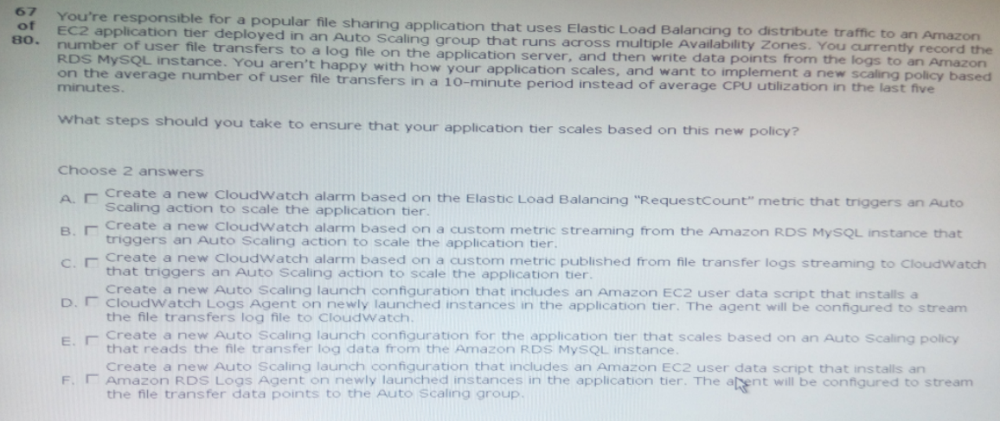 67 of 80.
You're responsible for a popular file sharing application that uses Elastic Load Balancing to distribute traffic to an Amazon
EC2 application tier deployed in an Auto Scaling group that runs across multiple Availability Zones. You currently record the
number of user file transfers to a log file on the application server, and then write data points from the logs to an Amazon
RDS MySQL instance. You aren't happy with how your application scales, and want to implement a new scaling policy based
on the average number of user file transfers in a 10-minute period instead of average CPU utilization in the last five
minutes.
What steps should you take to ensure that your application tier scales based on this new policy?
Choose 2 answers
A. Create a new CloudWatch alarm based on the Elastic Load Balancing "RequestCount" metric that triggers an Auto
Scaling action to scale the application tier.
B. Create a new CloudWatch alarm based on a custom metric streaming from the Amazon RDS MySQL instance that
triggers an Auto Scaling action to scale the application tier.
C. Create a new CloudWatch alarm based on a custom metric published from file transfer logs streaming to CloudWatch
that triggers an Auto Scaling action to scale the application tier.
Create a new Auto Scaling launch configuration that includes an Amazon EC2 user data script that installs a
D. CloudWatch Logs Agent on newly launched instances in the application tier. The agent will be configured to stream
the file transfers log file to CloudWatch.
E. Create a new Auto Scaling launch configuration for the application tier that scales based on an Auto Scaling policy
that reads the file transfer log data from the Amazon RDS MySQL instance.
Create a new Auto Scaling launch configuration that includes an Amazon EC2 user data script that installs an
F. Amazon RDS Logs Agent on newly launched instances in the application tier. The agent will be configured to stream
the file transfer data points to the Auto Scaling group.